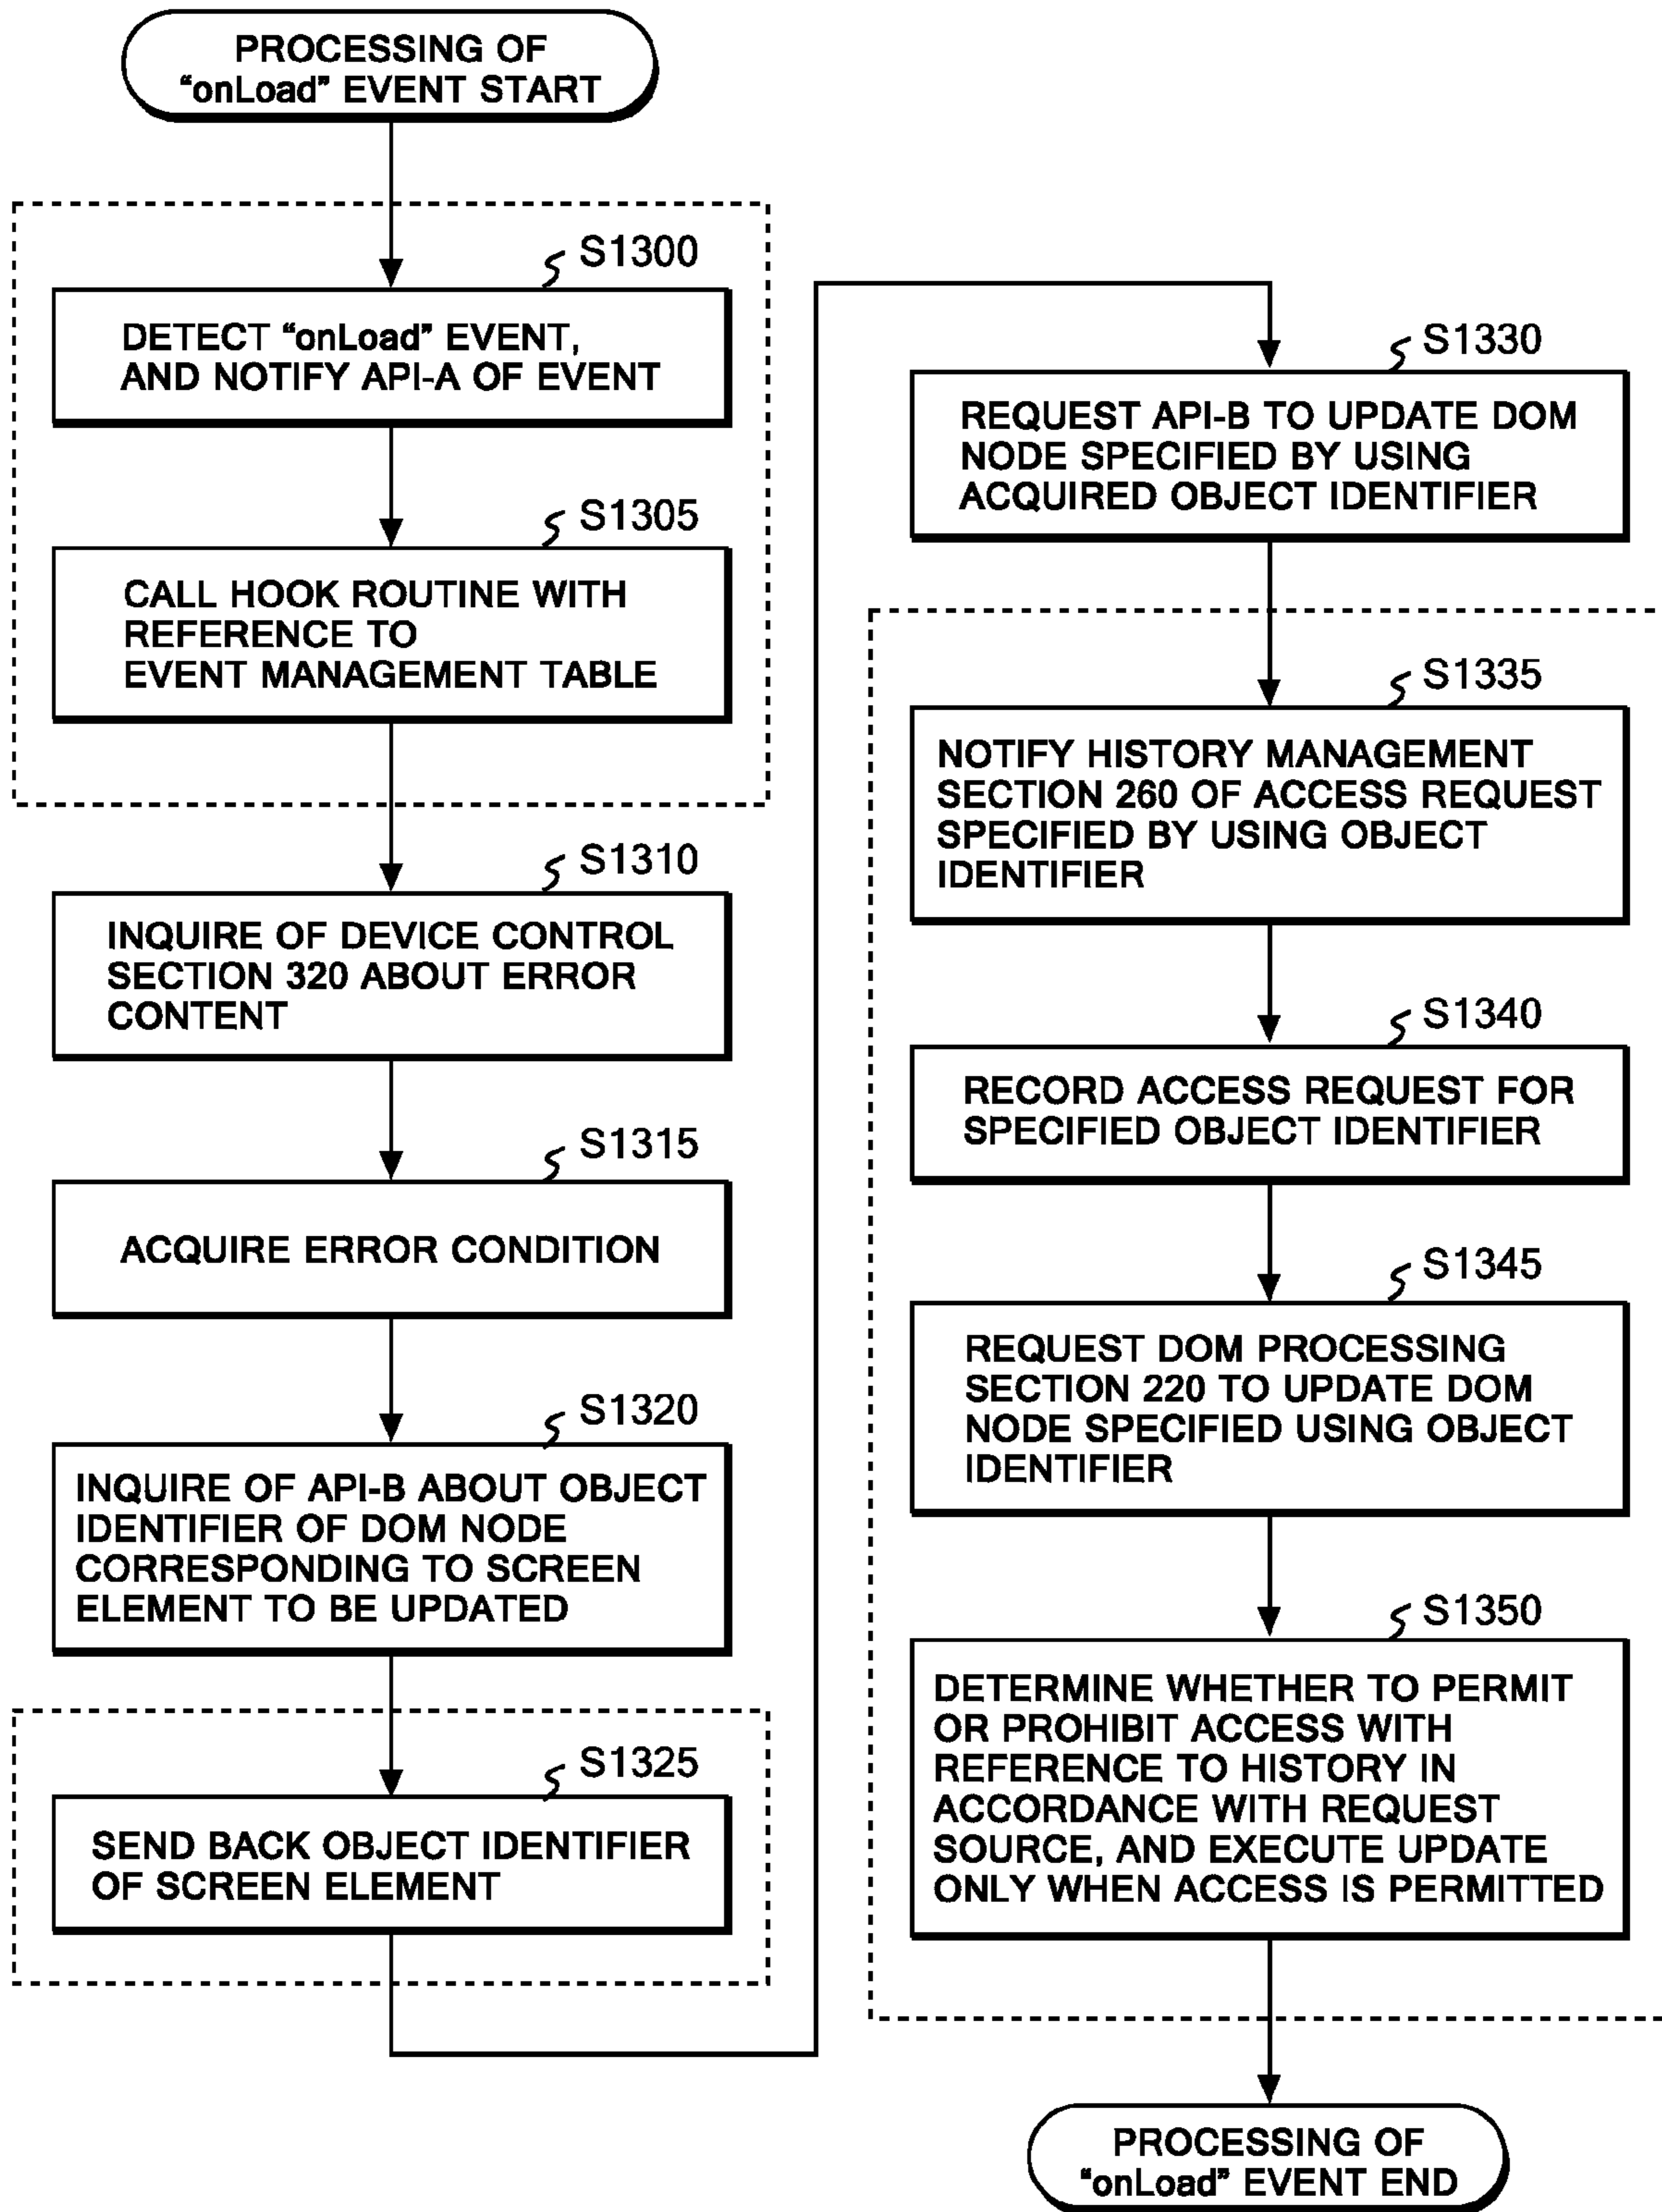 PROCESSING OF
“onLoad” EVENT START
S1300
DETECT “onLoad” EVENT,
AND NOTIFY API-A OF EVENT
S1305
CALL HOOK ROUTINE WITH
REFERENCE TO
EVENT MANAGEMENT TABLE
S1310
INQUIRE OF DEVICE CONTROL
SECTION 320 ABOUT ERROR
CONTENT
S1315
ACQUIRE ERROR CONDITION
S1320
INQUIRE OF API-B ABOUT OBJECT
IDENTIFIER OF DOM NODE
CORRESPONDING TO SCREEN
ELEMENT TO BE UPDATED
S1325
SEND BACK OBJECT IDENTIFIER
OF SCREEN ELEMENT
S1330
REQUEST API-B TO UPDATE DOM
NODE SPECIFIED BY USING
ACQUIRED OBJECT IDENTIFIER
S1335
NOTIFY HISTORY MANAGEMENT
SECTION 260 OF ACCESS REQUEST
SPECIFIED BY USING OBJECT
IDENTIFIER
S1340
RECORD ACCESS REQUEST FOR
SPECIFIED OBJECT IDENTIFIER
S1345
REQUEST DOM PROCESSING
SECTION 220 TO UPDATE DOM
NODE SPECIFIED USING OBJECT
IDENTIFIER
S1350
DETERMINE WHETHER TO PERMIT
OR PROHIBIT ACCESS WITH
REFERENCE TO HISTORY IN
ACCORDANCE WITH REQUEST
SOURCE, AND EXECUTE UPDATE
ONLY WHEN ACCESS IS PERMITTED
PROCESSING OF
“onLoad” EVENT END